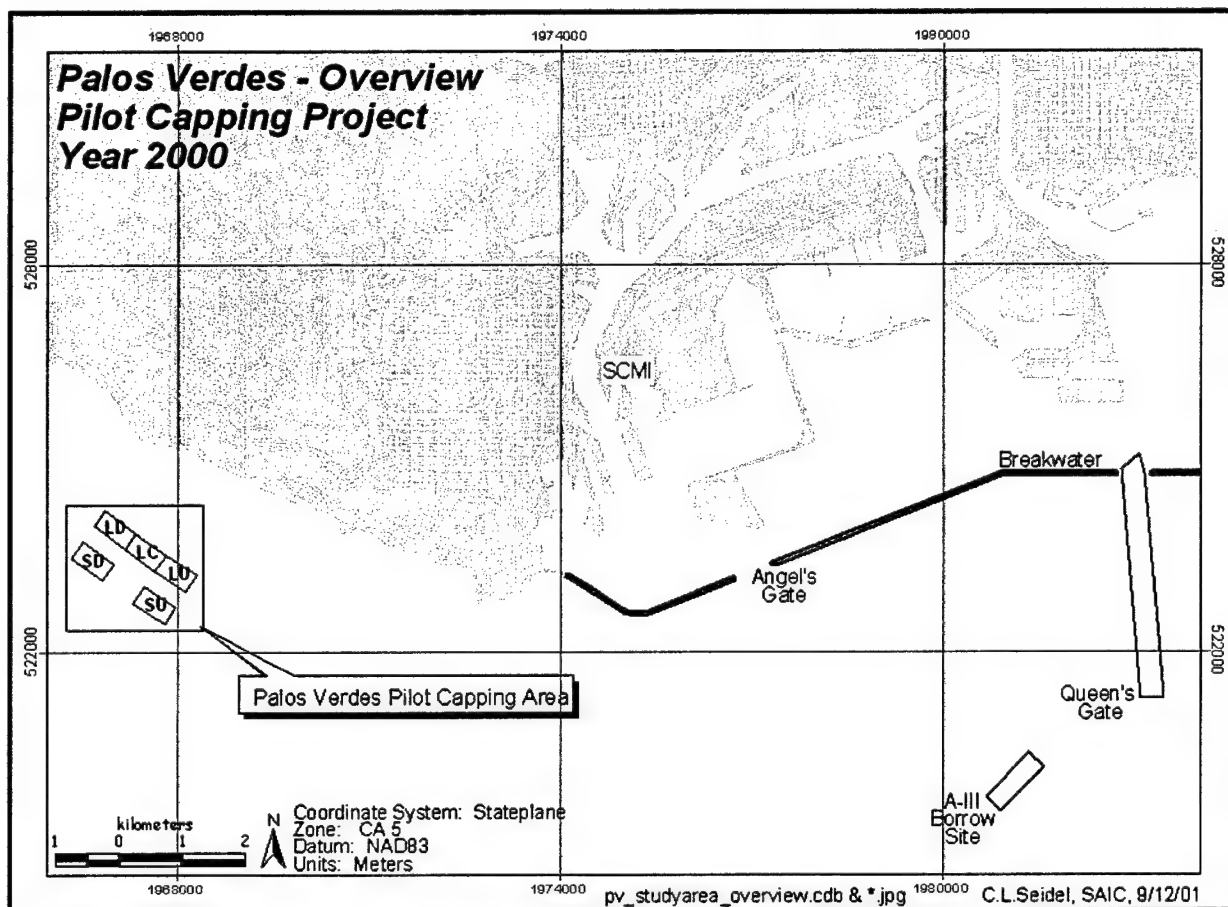 1968000 1974000 1980000
Palos Verdes - Overview
Pilot Capping Project
Year 2000
528000
528000
SCMI
Breakwater
LD
LC
LU
SD
SU
Angel's
Gate
522000
522000
Palos Verdes Pilot Capping Area
Queen's
Gate
A-III
Borrow
Site
kilometers
1 0 1 2
N
Coordinate System: Stateplane
Zone: CA 5
Datum: NAD83
Units: Meters
1968000 1974000 1980000
pv_studyarea_overview.cdb & *.jpg C.L.Seidel, SAIC, 9/12/01